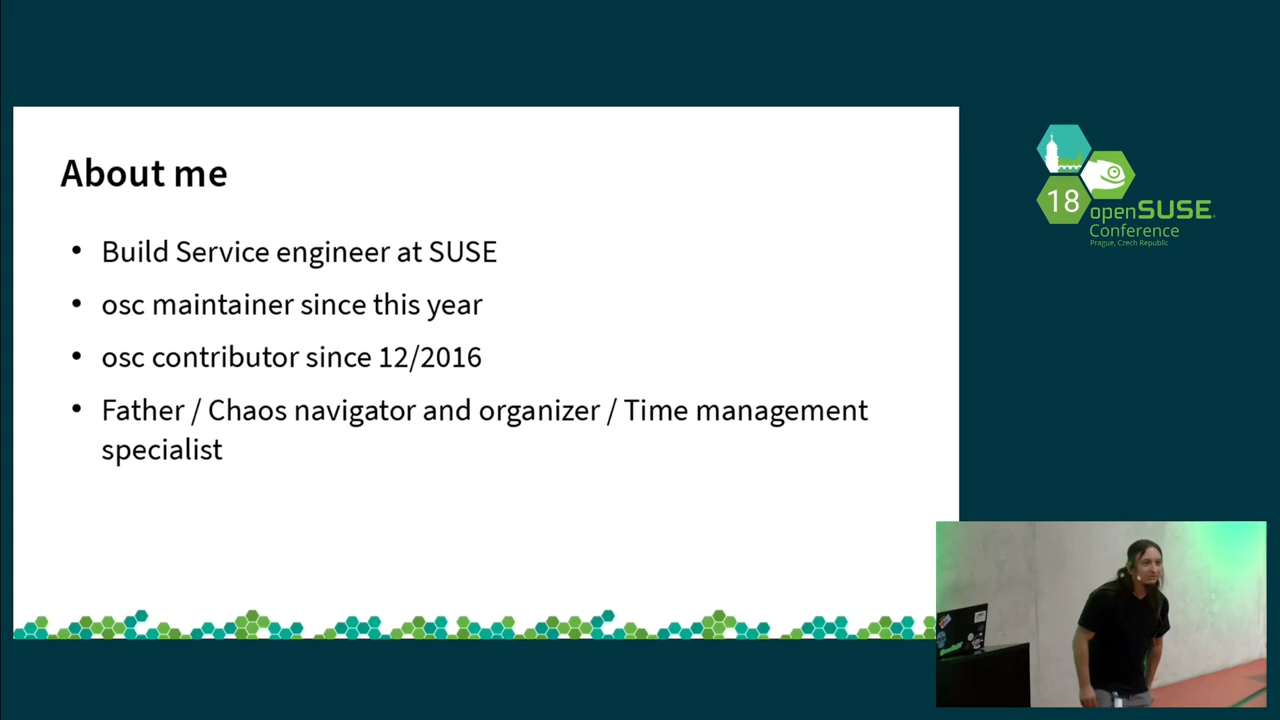 About me
• Build Service engineer at SUSE
• osc maintainer since this year
• osc contributor since 12/2016
• Father / Chaos navigator and organizer / Time management
specialist
18
openSUSE
Conference
Prague, Czech Republic